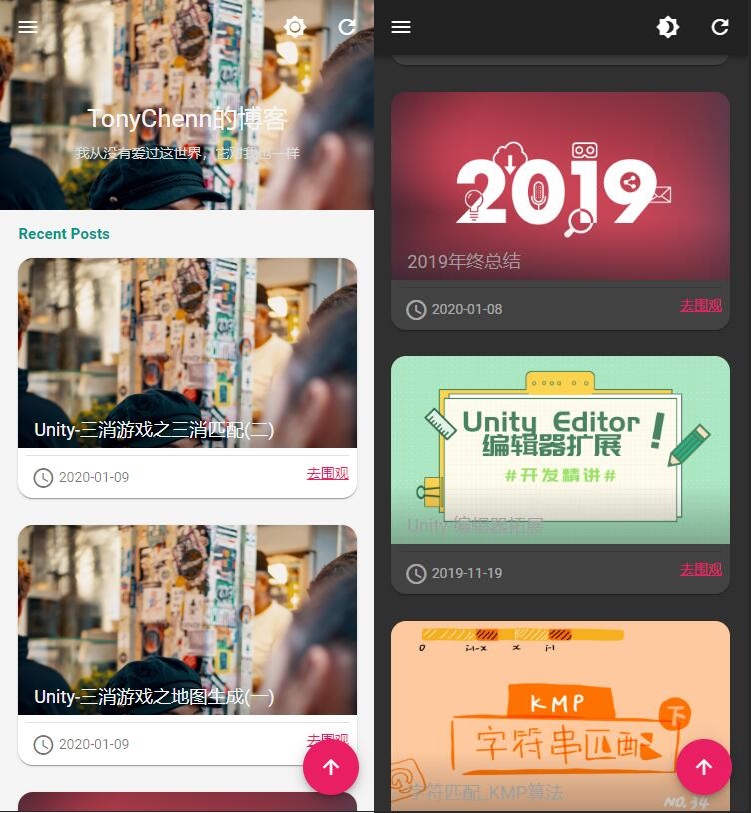 TonyChenn的博客
我从没有爱过这世界，它对我也一样
Recent Posts
Unity-三消游戏之三消匹配(二)
2020-01-09
去围观
Unity-三消游戏之地图生成(一)
2020-01-09
去围观
2019
2019年终总结
2020-01-08
去围观
Unity Editor
编辑器扩展
#开发精讲#
Unity-编辑器拓展
2019-11-19
去围观
0
i-1-x
x
i-1
KMP
下
字符串匹配
字符匹配_KMP算法
NO.34